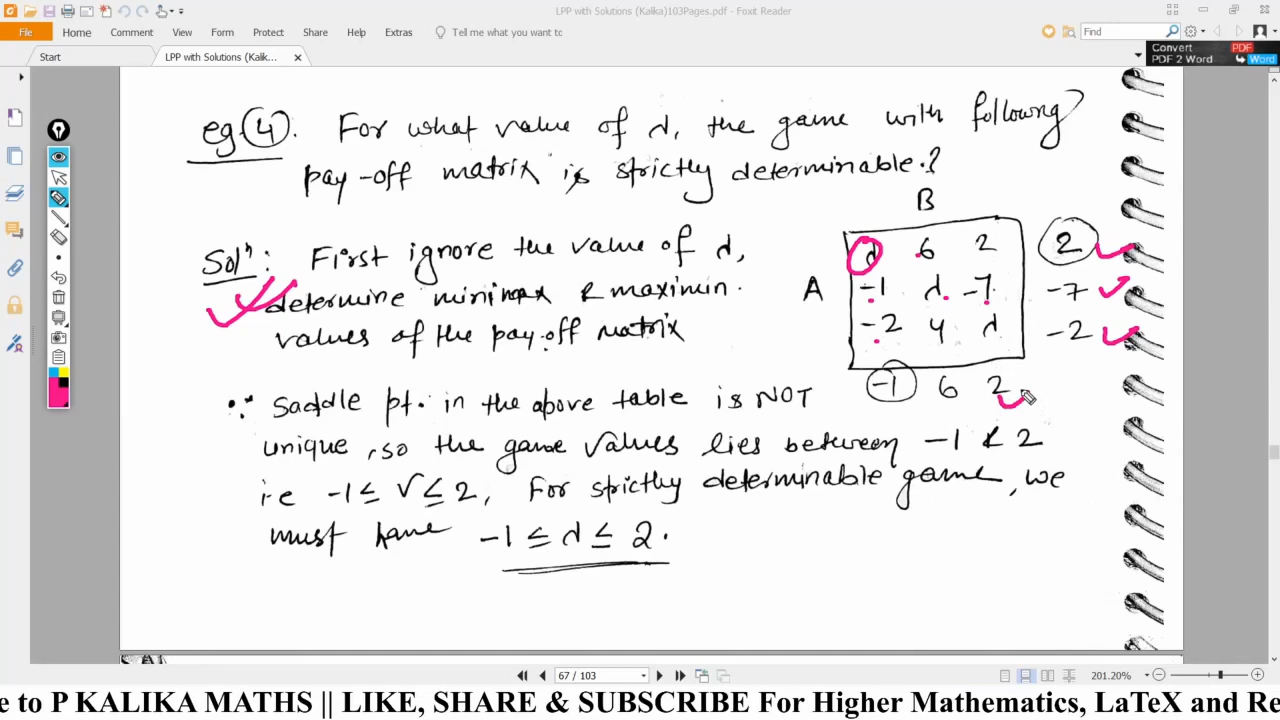 LPP with Solutions (Kalika)103Pages.pdf - Foxit Reader
File Home Comment View Form Protect Share Help Extras Tell me what you want to Find
Start LPP with Solutions (Kalik... Convert PDF
PDF 2 Word Word
eg.(4). For what value of λ, the game with following
pay-off matrix is strictly determinable.?
B
Solⁿ: First ignore the value of λ,
determine minimax & maximin
values of the pay-off matrix
λ 6 2 2
A -1 λ -7 -7
-2 4 λ -2
-1 6 2
∵ Saddle pt. in the above table is NOT
unique, so the game values lies between -1 & 2
i.e -1 ≤ V ≤ 2, For strictly determinable game, we
must have -1 ≤ λ ≤ 2.
67 / 103 201.20%
e to P KALIKA MATHS || LIKE, SHARE & SUBSCRIBE For Higher Mathematics, LaTeX and Re